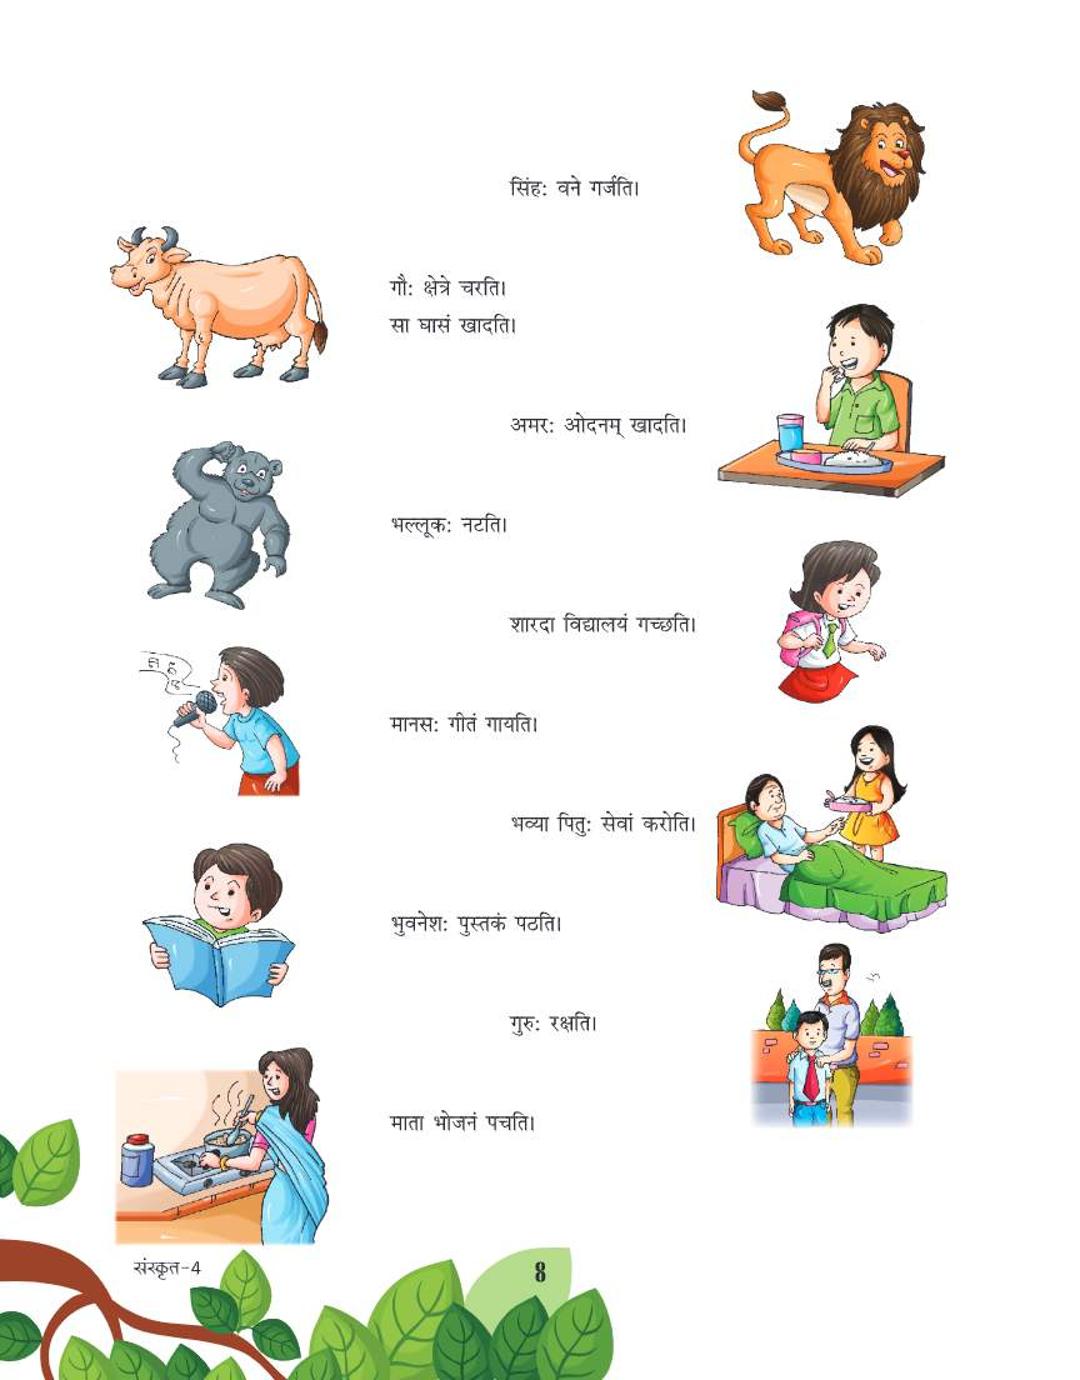 सिंह: वने गर्जति।
गौ: क्षेत्रे चरति।
सा घासं खादति।
अमर: ओदनम् खादति।
भल्लूक: नटति।
शारदा विद्यालयं गच्छति।
मानस: गीतं गायति।
भव्या पितु: सेवां करोति।
भुवनेश: पुस्तकं पठति।
गुरु: रक्षति।
माता भोजनं पचति।
संस्कृत-4
8